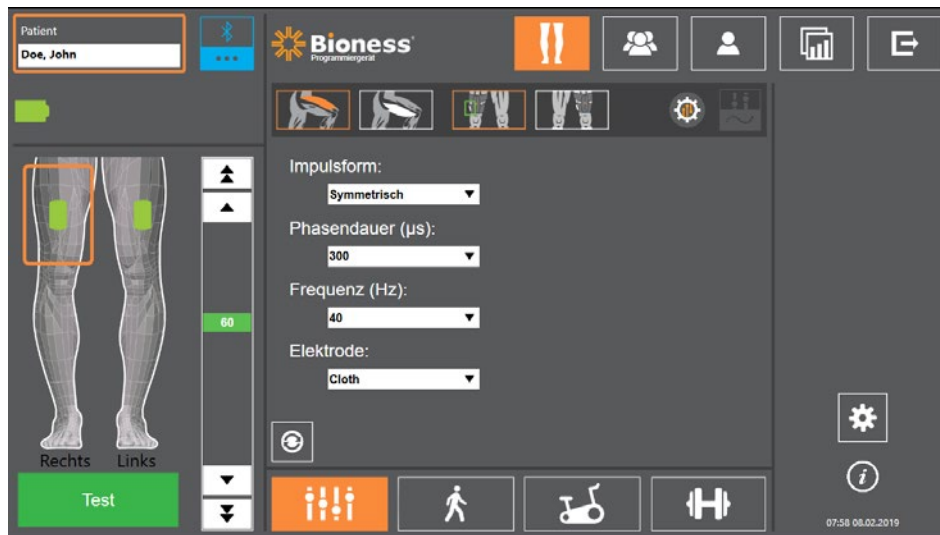 Patient
Doe, John
Bioness
Programmiergerät
Impulsform:
Symmetrisch
Phasendauer (µs):
300
Frequenz (Hz):
40
Elektrode:
Cloth
60
Rechts Links
Test
07:58 08.02.2019